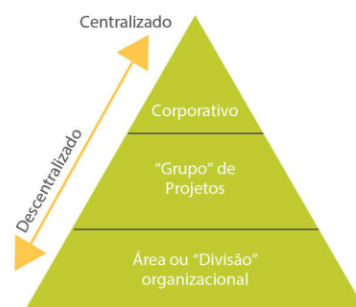 Centralizado
Descentralizado
Corporativo
"Grupo" de
Projetos
Área ou "Divisão"
organizacional